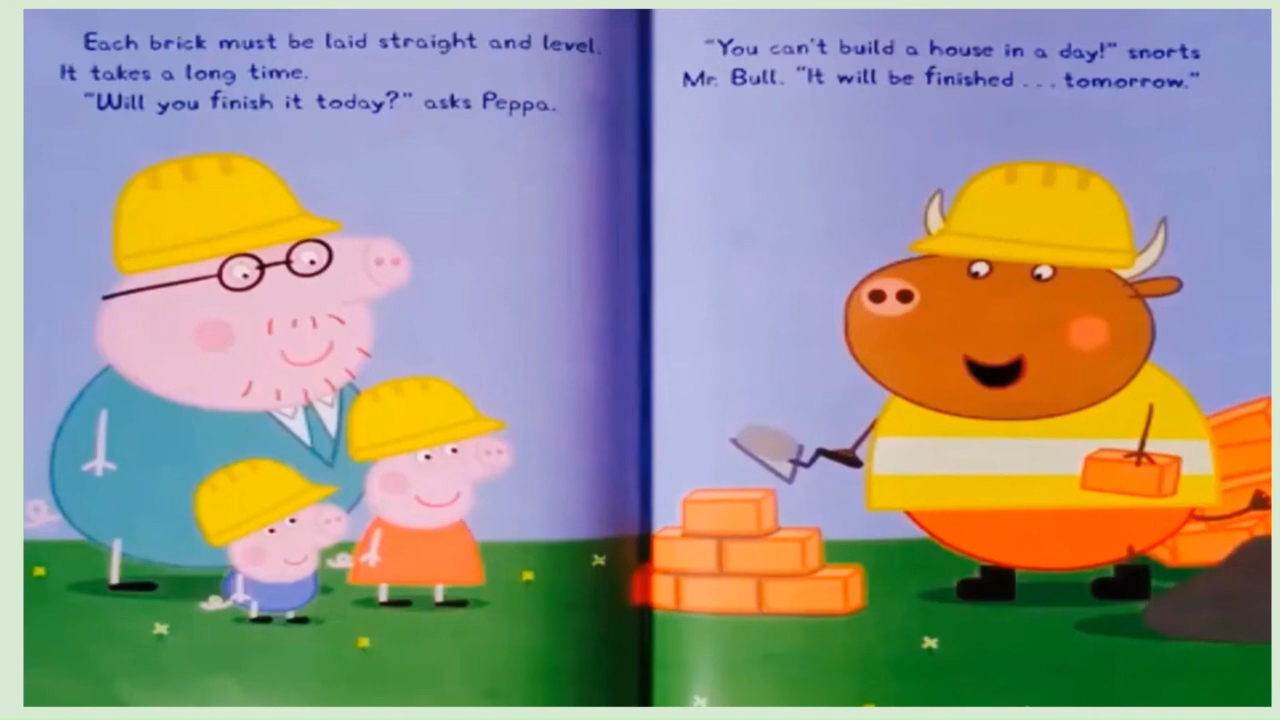 Each brick must be laid straight and level.
It takes a long time.
"Will you finish it today?" asks Peppa.
"You can't build a house in a day!" snorts
Mr. Bull. "It will be finished . . . tomorrow."